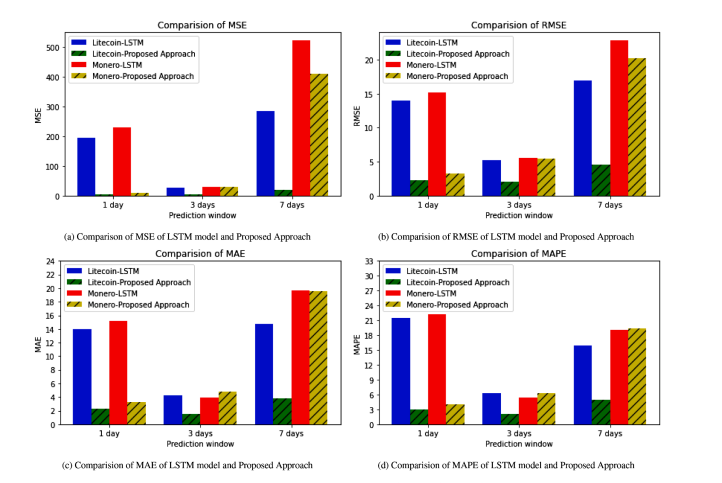 Comparision of MSE
MSE
500
400
300
200
100
0
Litecoin-LSTM
Litecoin-Proposed Approach
Monero-LSTM
Monero-Proposed Approach
1 day 3 days 7 days
Prediction window
(a) Comparison of MSE of LSTM model and Proposed Approach
Comparision of RMSE
RMSE
20
15
10
5
0
Litecoin-LSTM
Litecoin-Proposed Approach
Monero-LSTM
Monero-Proposed Approach
1 day 3 days 7 days
Prediction window
(b) Comparision of RMSE of LSTM model and Proposed Approach
Comparision of MAE
MAE
24
22
20
18
16
14
12
10
8
6
4
2
0
Litecoin-LSTM
Litecoin-Proposed Approach
Monero-LSTM
Monero-Proposed Approach
1 day 3 days 7 days
Prediction window
(c) Comparision of MAE of LSTM model and Proposed Approach
Comparision of MAPE
MAPE
33
30
27
24
21
18
15
12
9
6
3
0
Litecoin-LSTM
Litecoin-Proposed Approach
Monero-LSTM
Monero-Proposed Approach
1 day 3 days 7 days
Prediction window
(d) Comparision of MAPE of LSTM model and Proposed Approach